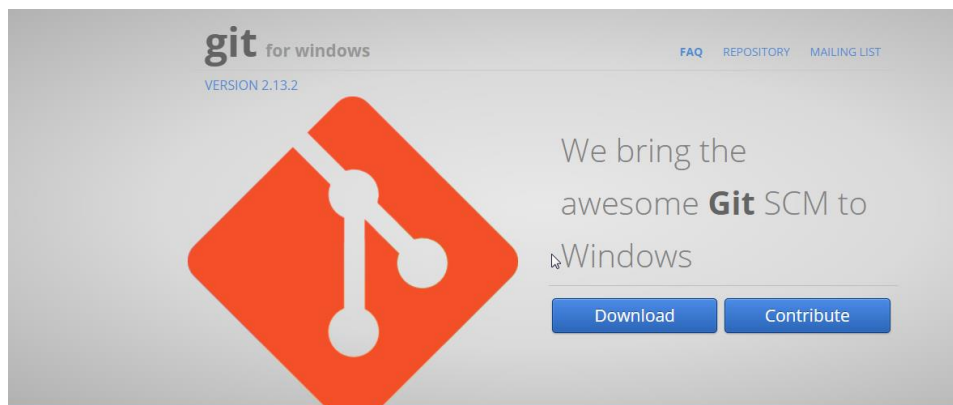 git for windows
FAQ REPOSITORY MAILING LIST
VERSION 2.13.2
We bring the
awesome Git SCM to
Windows
Download Contribute